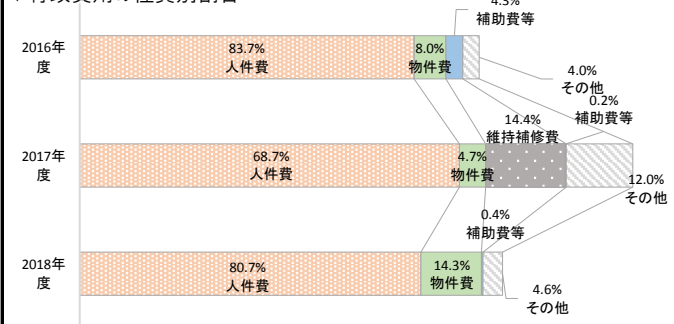 4.3%
補助費等
2016年
度
83.7%
人件費
8.0%
物件費
4.0%
その他
0.2%
補助費等
14.4%
維持補修費
2017年
度
68.7%
人件費
4.7%
物件費
12.0%
その他
0.4%
補助費等
2018年
度
80.7%
人件費
14.3%
物件費
4.6%
その他